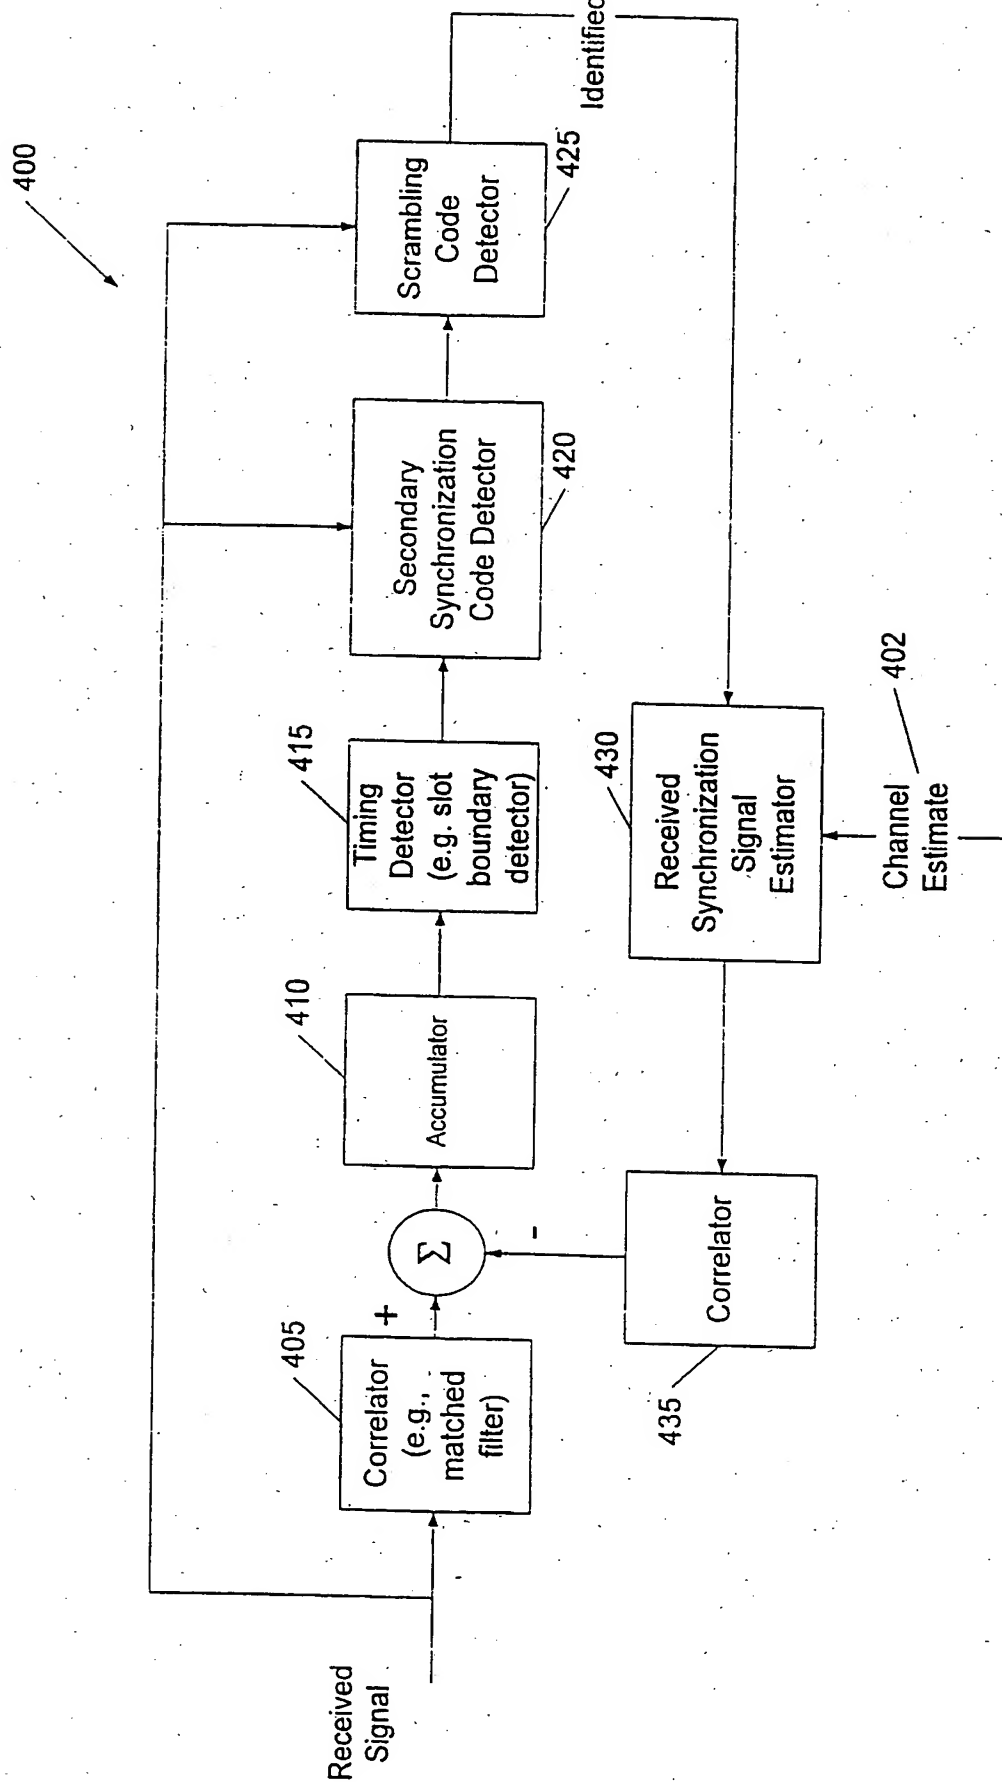 400
Received
Signal
405
Correlator
(e.g.,
matched
filter)
+
Σ
-
410
Accumulator
415
Timing
Detector
(e.g. slot
boundary
detector)
Secondary
Synchronization
Code Detector
420
Scrambling
Code
Detector
425
Identified
430
Received
Synchronization
Signal
Estimator
Channel
Estimate
402
Correlator
435